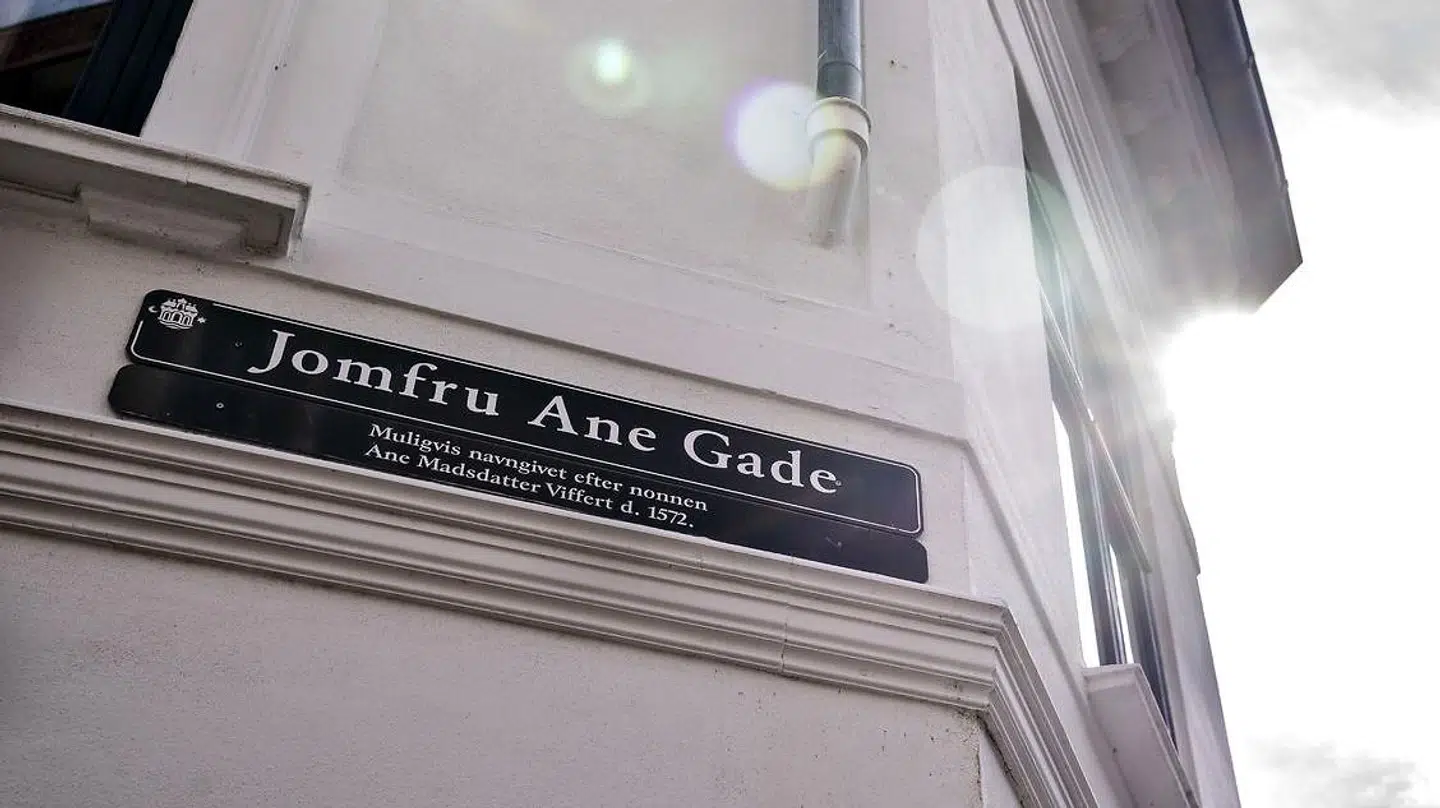 Jomfru Ane Gade
Muligvis navngivet efter nonnen
Ane Madsdatter Viffert d. 1572.